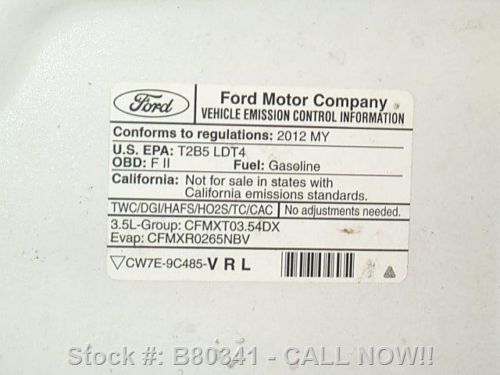 Ford
Ford Motor Company
VEHICLE EMISSION CONTROL INFORMATION
Conforms to regulations: 2012 MY
U.S. EPA: T2B5 LDT4
OBD: F II Fuel: Gasoline
California: Not for sale in states with
California emissions standards.
TWC/DGI/HAFS/HO2S/TC/CAC No adjustments needed.
3.5L-Group: CFMXT03.54DX
Evap: CFMXR0265NBV
CW7E-9C485-V R L
Stock #: B80341 - CALL NOW!!